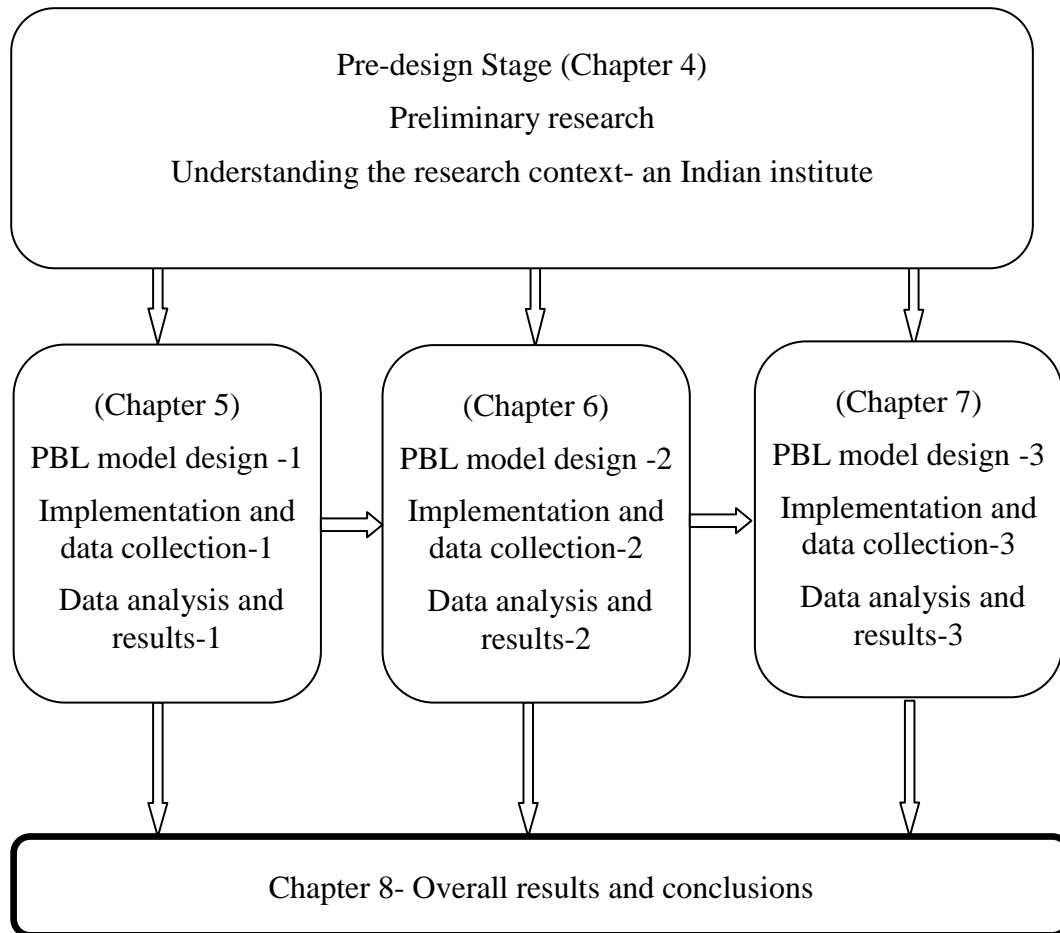 Pre-design Stage (Chapter 4)
Preliminary research
Understanding the research context- an Indian institute
(Chapter 5)
PBL model design -1
Implementation and
data collection-1
Data analysis and
results-1
(Chapter 6)
PBL model design -2
Implementation and
data collection-2
Data analysis and
results-2
(Chapter 7)
PBL model design -3
Implementation and
data collection-3
Data analysis and
results-3
Chapter 8- Overall results and conclusions